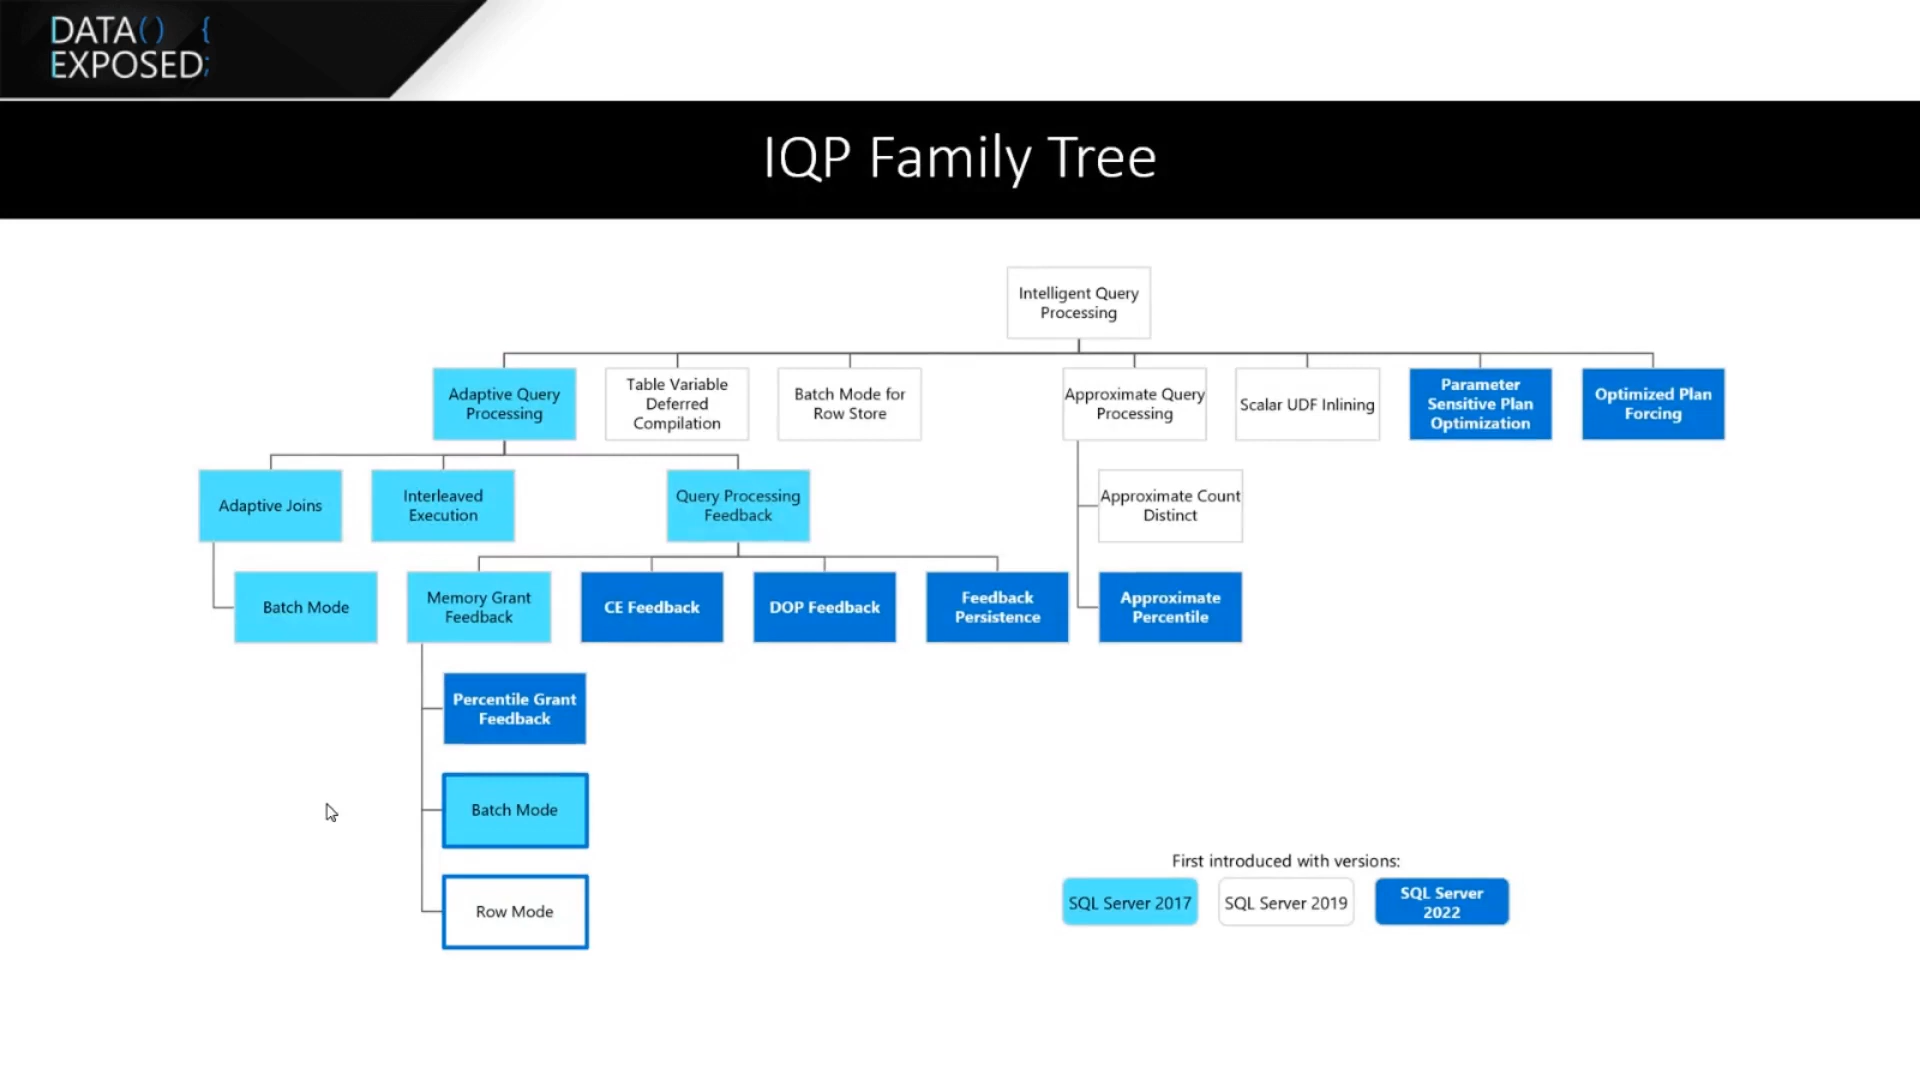 DATA() {
EXPOSED;
IQP Family Tree
Intelligent Query
Processing
Adaptive Query
Processing
Table Variable
Deferred
Compilation
Batch Mode for
Row Store
Approximate Query
Processing
Scalar UDF Inlining
Parameter
Sensitive Plan
Optimization
Optimized Plan
Forcing
Adaptive Joins
Interleaved
Execution
Query Processing
Feedback
Approximate Count
Distinct
Batch Mode
Memory Grant
Feedback
CE Feedback
DOP Feedback
Feedback
Persistence
Approximate
Percentile
Percentile Grant
Feedback
Batch Mode
Row Mode
First introduced with versions:
SQL Server 2017
SQL Server 2019
SQL Server
2022